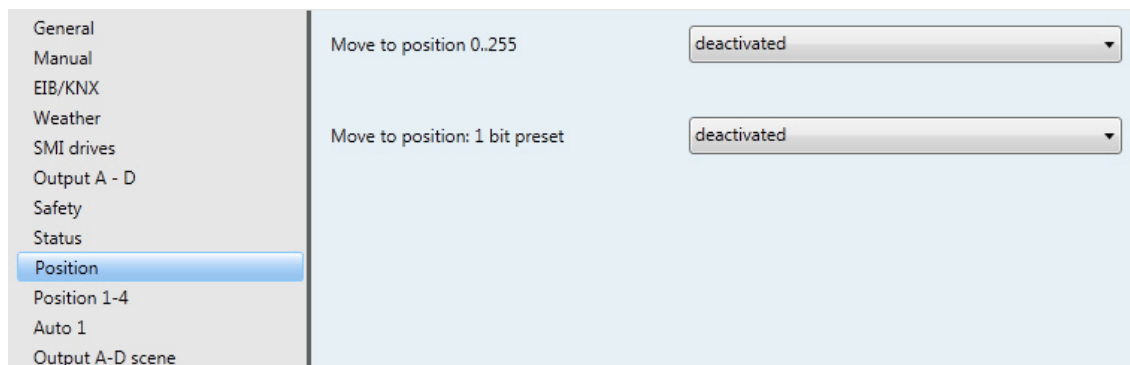 General
Manual
EIB/KNX
Weather
SMI drives
Output A - D
Safety
Status
Position
Position 1-4
Auto 1
Output A-D scene
Move to position 0..255
deactivated
Move to position: 1 bit preset
deactivated